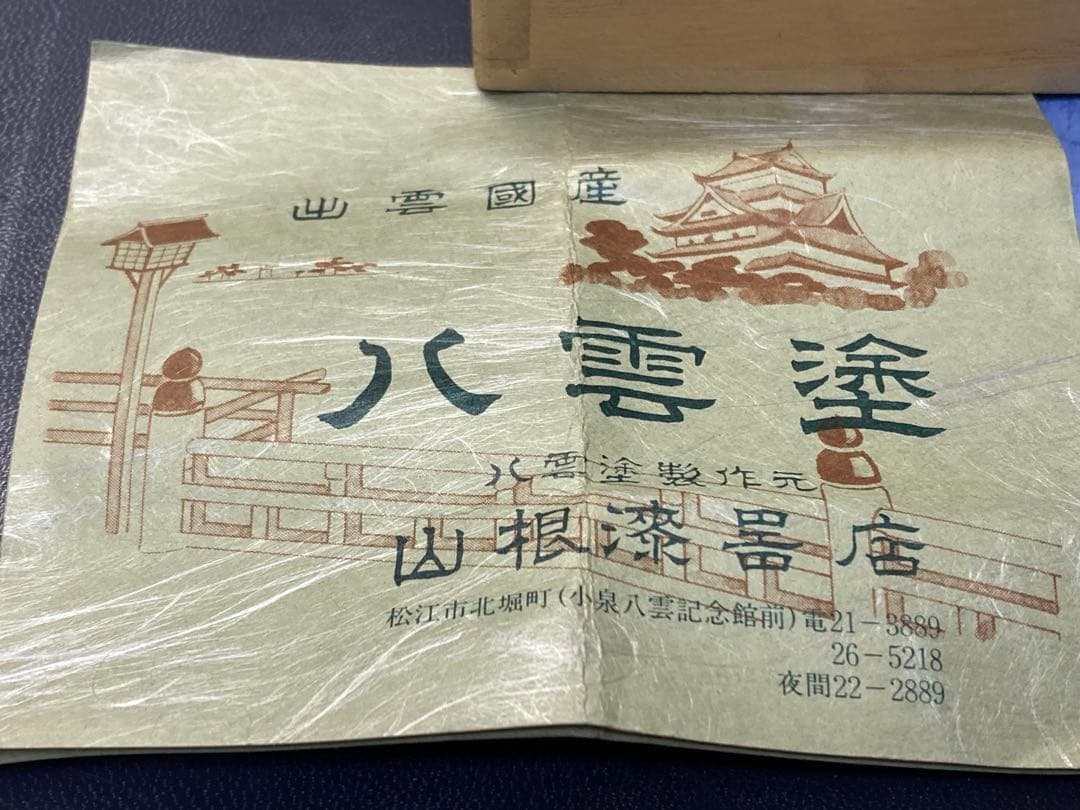 出雲國産
八雲塗
八雲塗製作元
山根漆器店
松江市北堀町(小泉八雲記念館前)電21-3889
26-5218
夜間22-2889